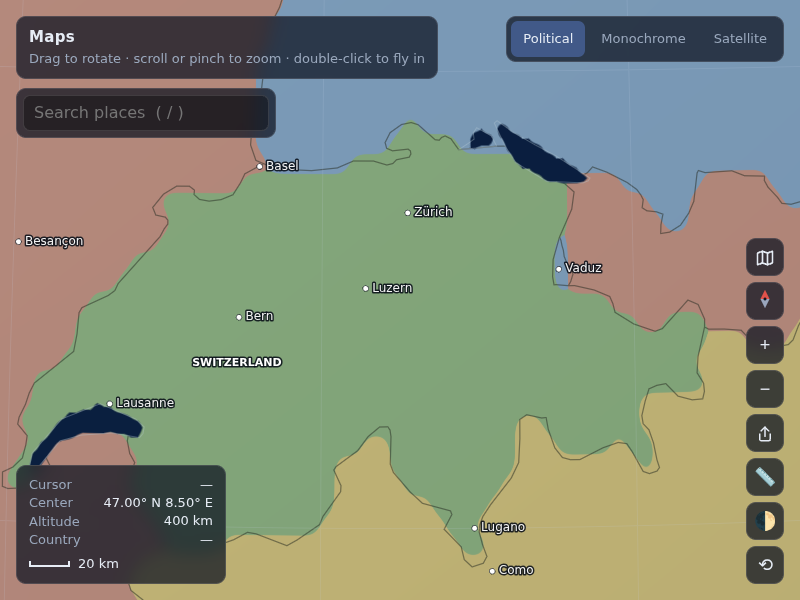 Maps
Drag to rotate · scroll or pinch to zoom · double-click to fly in
Political Monochrome Satellite
Search places ( / )
Basel
Zürich
Besançon
Vaduz
Luzern
Bern
SWITZERLAND
Lausanne
Cursor —
Center 47.00° N 8.50° E
Altitude 400 km
Country —
20 km
Lugano
Como